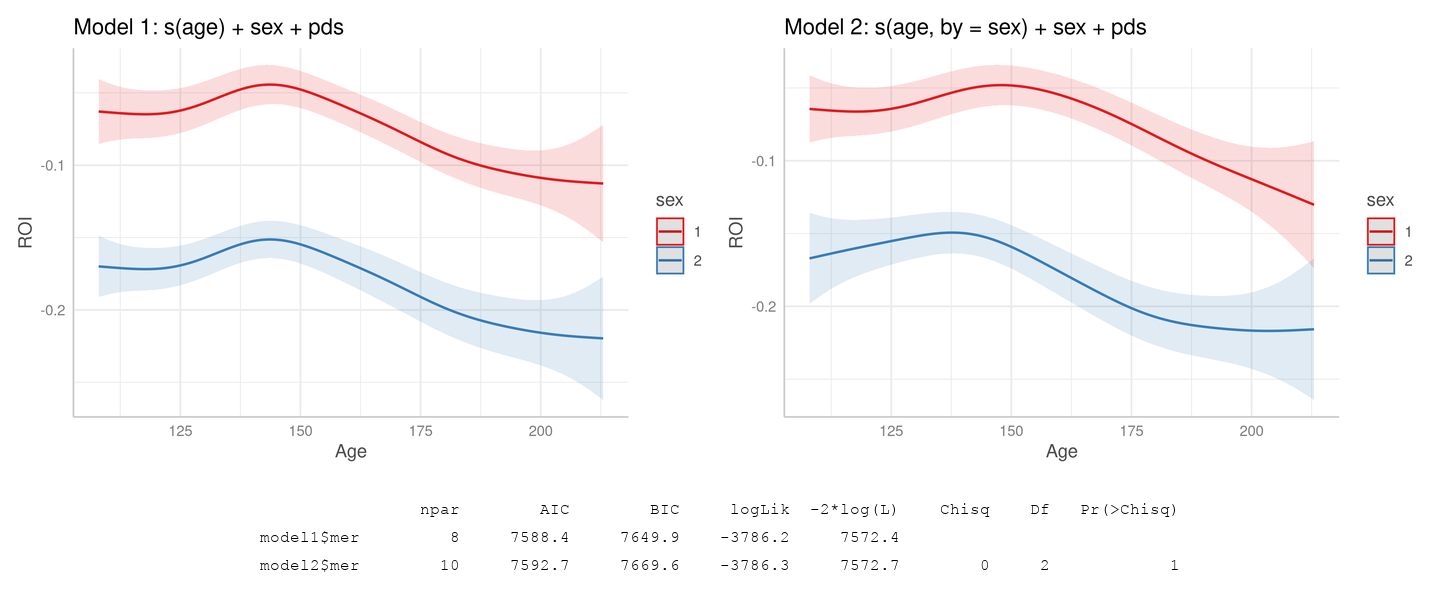 Model 1: s(age) + sex + pds
ROI
-0.1
-0.2
125 150 175 200
Age
sex
1
2
Model 2: s(age, by = sex) + sex + pds
ROI
-0.1
-0.2
125 150 175 200
Age
sex
1
2
npar AIC BIC logLik -2*log(L) Chisq Df Pr(>Chisq)
model1$mer 8 7588.4 7649.9 -3786.2 7572.4
model2$mer 10 7592.7 7669.6 -3786.3 7572.7 0 2 1